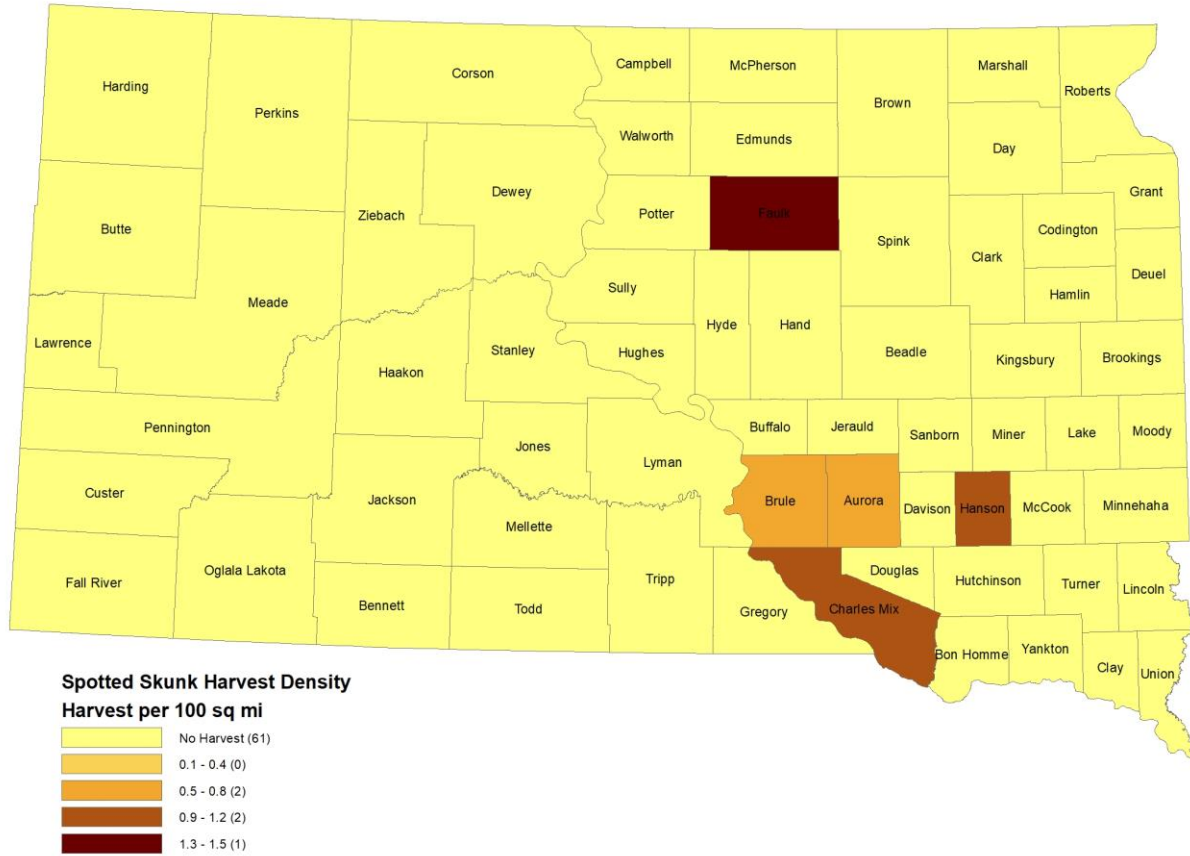 Harding
Perkins
Corson
Campbell
McPherson
Brown
Marshall
Roberts
Walworth
Edmunds
Day
Butte
Ziebach
Dewey
Potter
Faulk
Spink
Clark
Codington
Grant
Meade
Sully
Hyde
Hand
Hamlin
Deuel
Lawrence
Haakon
Stanley
Hughes
Beadle
Kingsbury
Brookings
Pennington
Jones
Lyman
Buffalo
Jerauld
Sanborn
Miner
Lake
Moody
Custer
Jackson
Mellette
Brule
Aurora
Davison
Hanson
McCook
Minnehaha
Fall River
Oglala Lakota
Bennett
Todd
Tripp
Gregory
Charles Mix
Douglas
Hutchinson
Turner
Lincoln
Bon Homme
Yankton
Clay
Union
Spotted Skunk Harvest Density
Harvest per 100 sq mi
No Harvest (61)
0.1 - 0.4 (0)
0.5 - 0.8 (2)
0.9 - 1.2 (2)
1.3 - 1.5 (1)